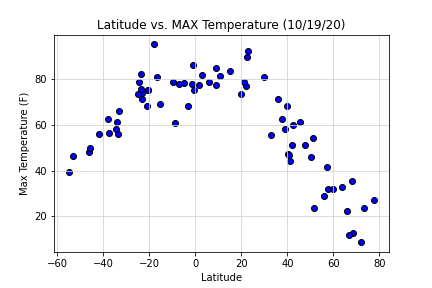 Latitude vs. MAX Temperature (10/19/20)
Max Temperature (F)
80
60
40
20
−60 −40 −20 0 20 40 60 80
Latitude